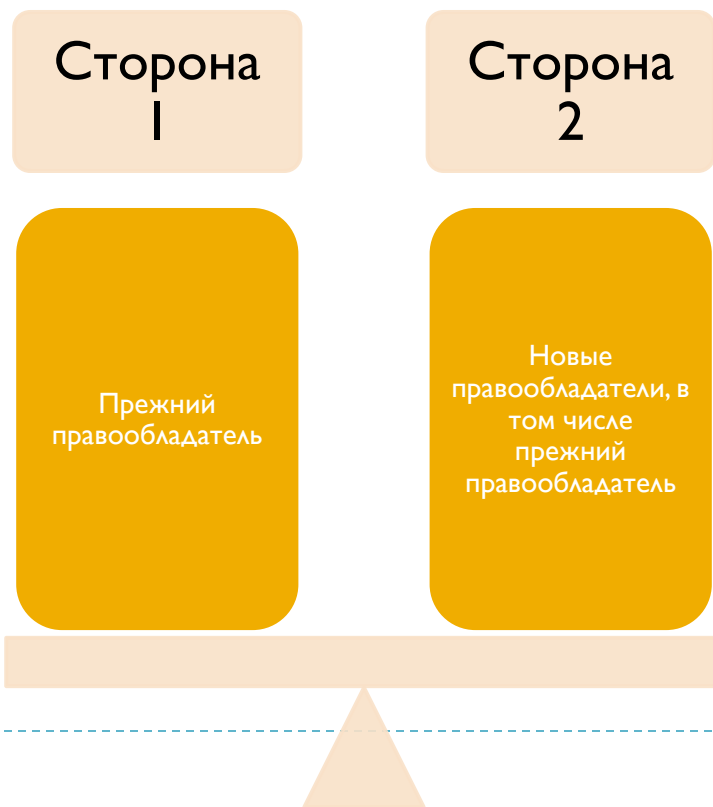 Сторона
1
Сторона
2
Прежний
правообладатель
Новые
правообладатели, в
том числе
прежний
правообладатель